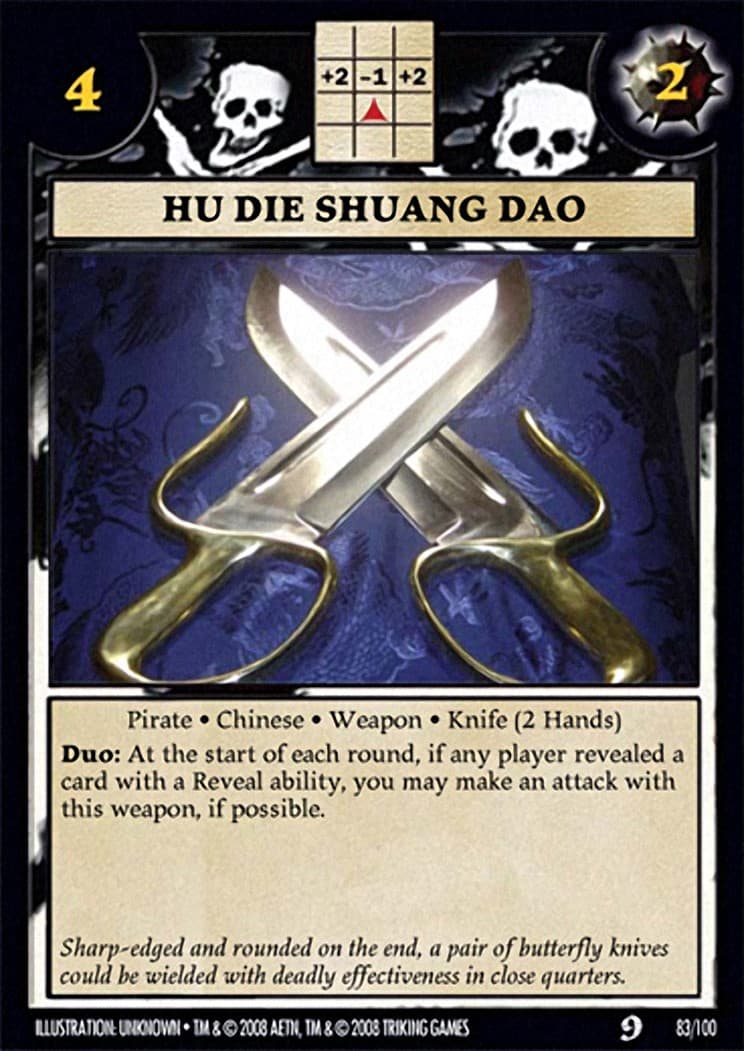 4
+2 -1 +2
2
HU DIE SHUANG DAO
Pirate • Chinese • Weapon • Knife (2 Hands)
Duo: At the start of each round, if any player revealed a
card with a Reveal ability, you may make an attack with
this weapon, if possible.
Sharp-edged and rounded on the end, a pair of butterfly knives
could be wielded with deadly effectiveness in close quarters.
ILLUSTRATION: UNKNOWN • TM & © 2008 AETN, TM & © 2008 TRIKING GAMES
9
83/100